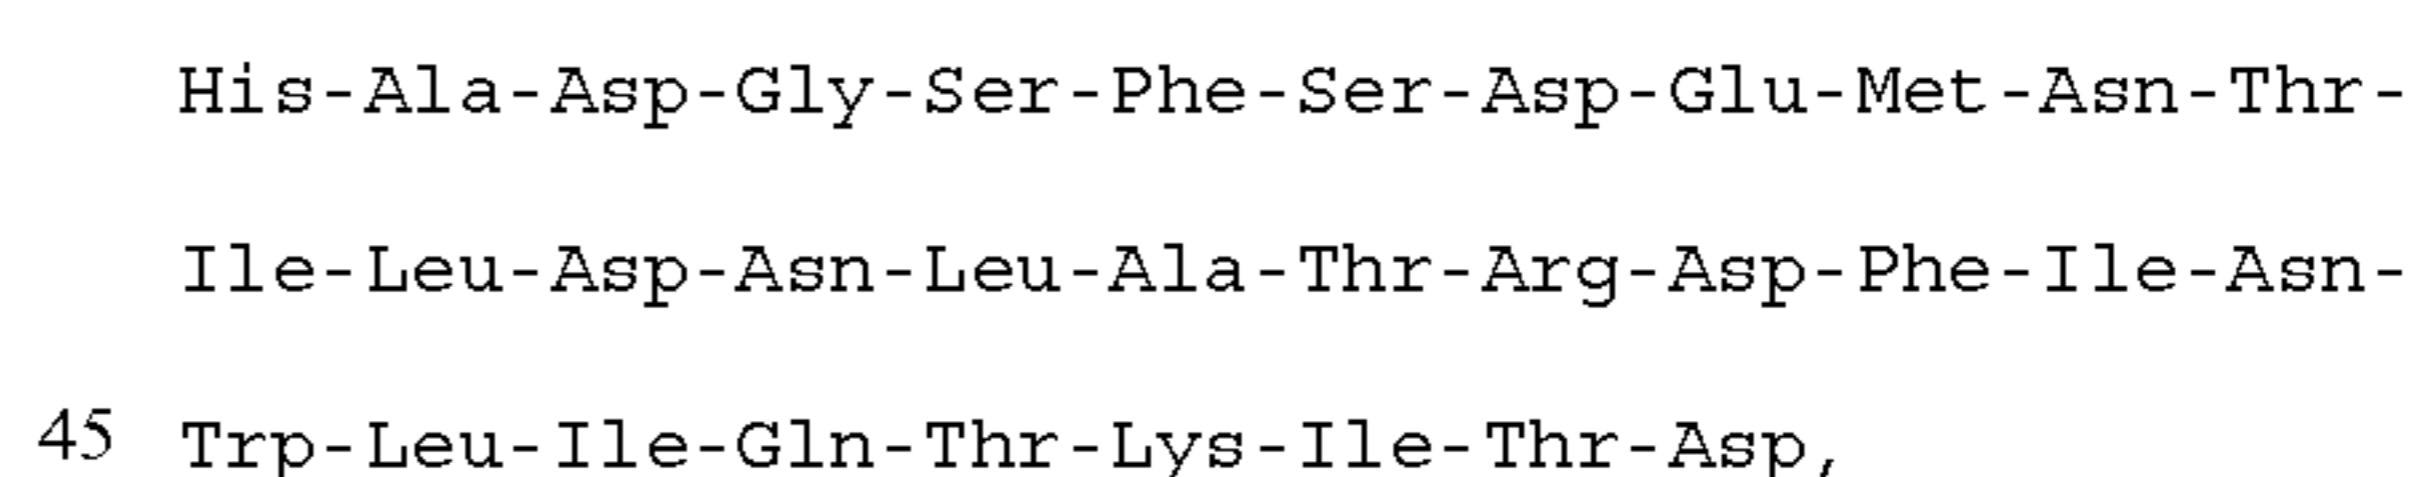 His-Ala-Asp-Gly-Ser-Phe-Ser-Asp-Glu-Met-Asn-Thr-
Ile-Leu-Asp-Asn-Leu-Ala-Thr-Arg-Asp-Phe-Ile-Asn-
45 Trp-Leu-Ile-Gln-Thr-Lys-Ile-Thr-Asp,